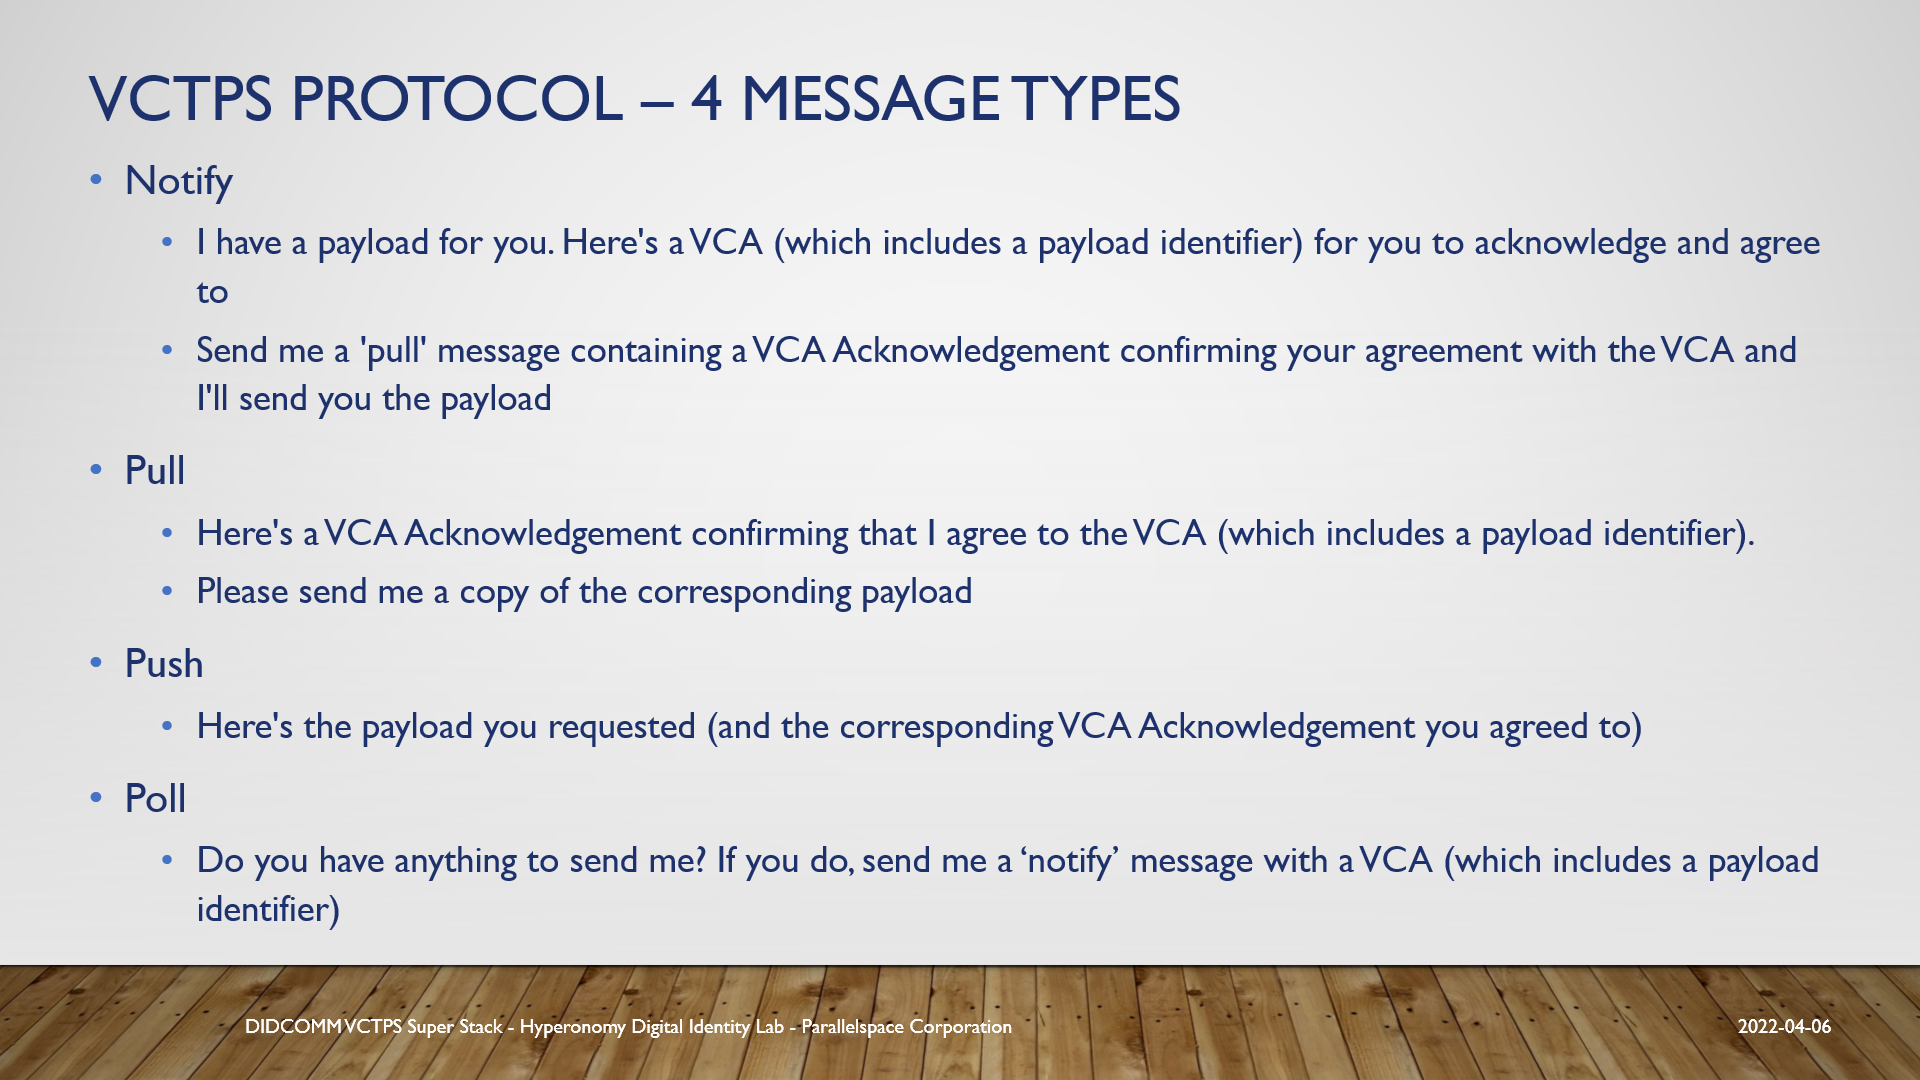 VCTPS PROTOCOL – 4 MESSAGE TYPES
• Notify
• I have a payload for you. Here's a VCA (which includes a payload identifier) for you to acknowledge and agree
to
• Send me a 'pull' message containing a VCA Acknowledgement confirming your agreement with the VCA and
I'll send you the payload
• Pull
• Here's a VCA Acknowledgement confirming that I agree to the VCA (which includes a payload identifier).
• Please send me a copy of the corresponding payload
• Push
• Here's the payload you requested (and the corresponding VCA Acknowledgement you agreed to)
• Poll
• Do you have anything to send me? If you do, send me a ‘notify’ message with a VCA (which includes a payload
identifier)
DIDCOMM VCTPS Super Stack - Hyperonomy Digital Identity Lab - Parallelspace Corporation
2022-04-06